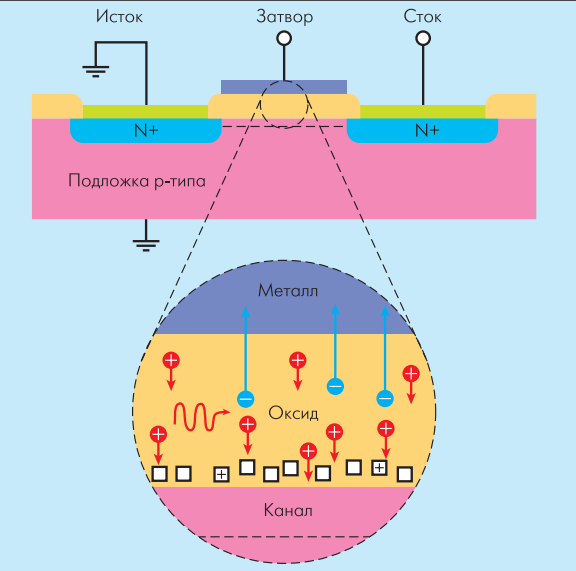 Исток
Затвор
Сток
N+
N+
Подложка p-типа
Металл
Оксид
Канал